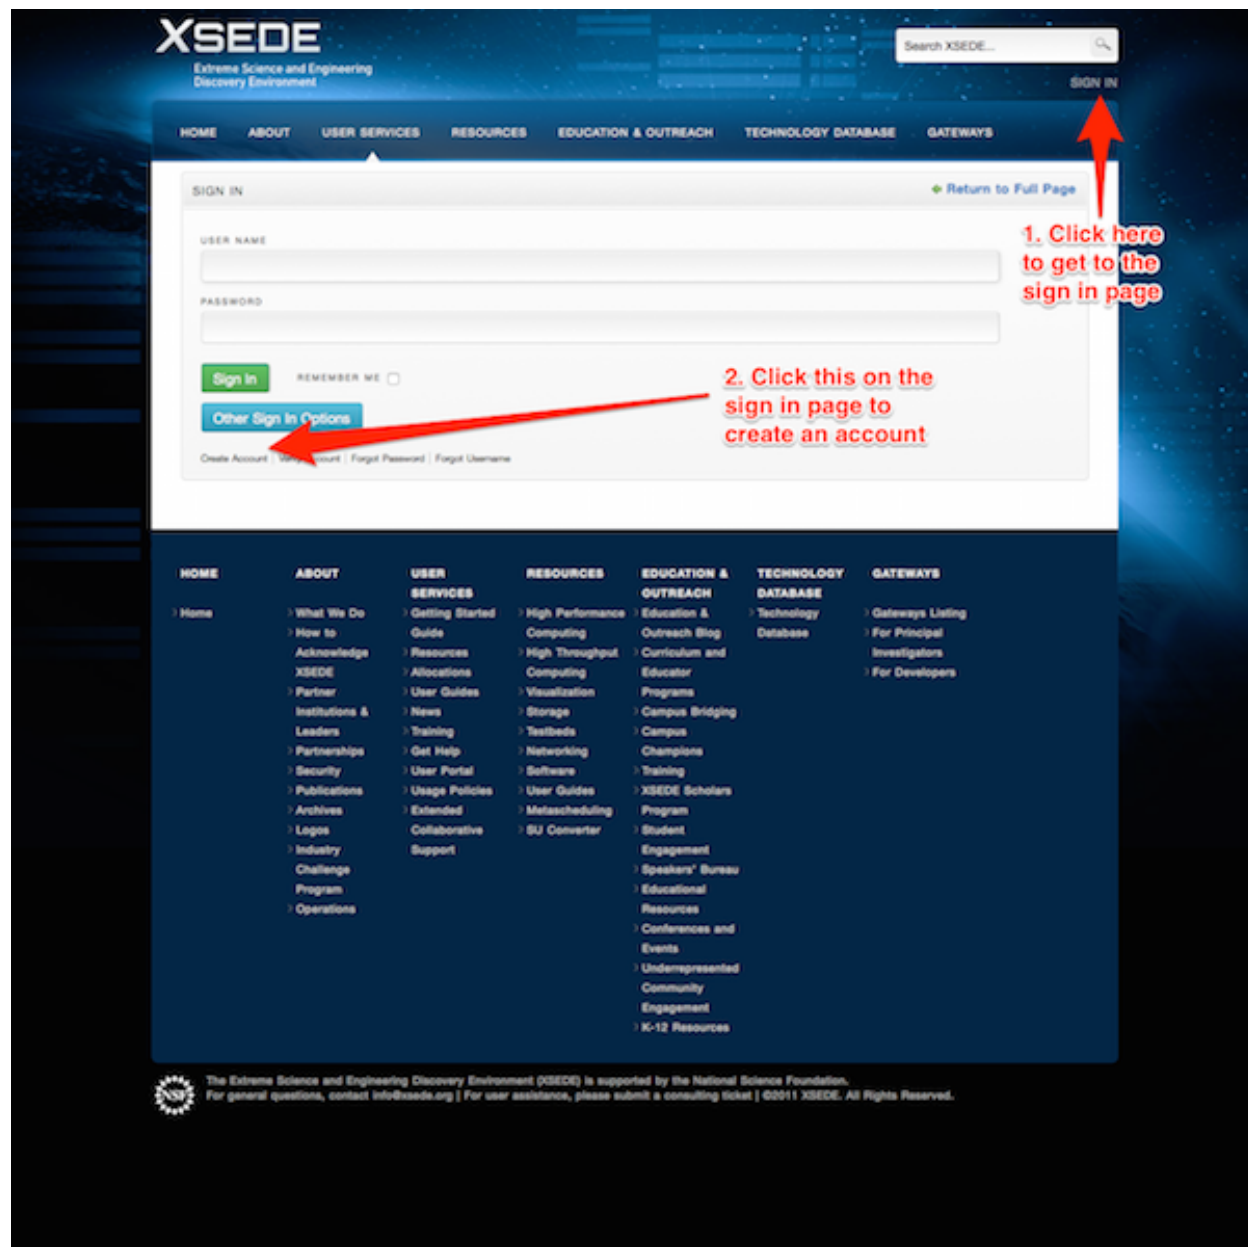 XSEDE
Extreme Science and Engineering
Discovery Environment
Search XSEDE...
SIGN IN
HOME ABOUT USER SERVICES RESOURCES EDUCATION & OUTREACH TECHNOLOGY DATABASE GATEWAYS
SIGN IN
Return to Full Page
1. Click here
to get to the
sign in page
USER NAME
PASSWORD
Sign In
REMEMBER ME
2. Click this on the
sign in page to
create an account
Other Sign In Options
Create Account | Account | Forgot Password | Forgot Username
HOME
Home
ABOUT
What We Do
How to
Acknowledge
XSEDE
Partner
Institutions &
Leaders
Partnerships
Security
Publications
Archives
Logos
Industry
Challenge
Program
Operations
USER
SERVICES
Getting Started
Guide
Resources
Allocations
User Guides
News
Training
Get Help
User Portal
Usage Policies
Extended
Collaborative
Support
RESOURCES
High Performance
Computing
High Throughput
Computing
Visualization
Storage
Testbeds
Networking
Software
User Guides
Metascheduling
SU Converter
EDUCATION &
OUTREACH
Education &
Outreach Blog
Curriculum and
Educator
Programs
Campus Bridging
Campus
Champions
Training
XSEDE Scholars
Program
Student
Engagement
Speakers' Bureau
Educational
Resources
Conferences and
Events
Underrepresented
Community
Engagement
K-12 Resources
TECHNOLOGY
DATABASE
Technology
Database
GATEWAYS
Gateways Listing
For Principal
Investigators
For Developers
NSF
The Extreme Science and Engineering Discovery Environment (XSEDE) is supported by the National Science Foundation.
For general questions, contact info@xsede.org | For user assistance, please submit a consulting ticket | ©2011 XSEDE. All Rights Reserved.